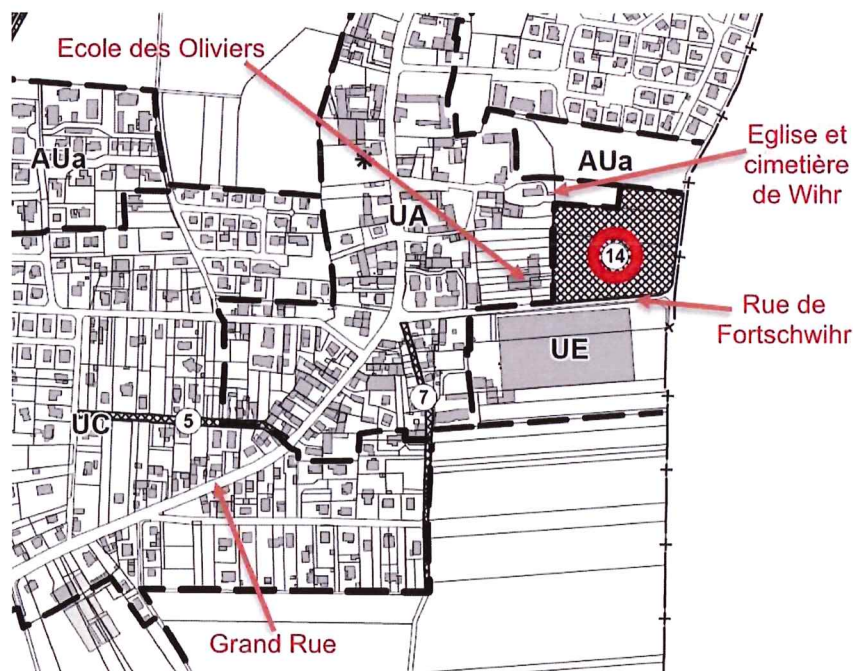 Ecole des Oliviers
AUa
AUa
Eglise et
cimetière
de Wihr
UA
14
Rue de
Fortschwihr
UE
7
5
UC
Grand Rue